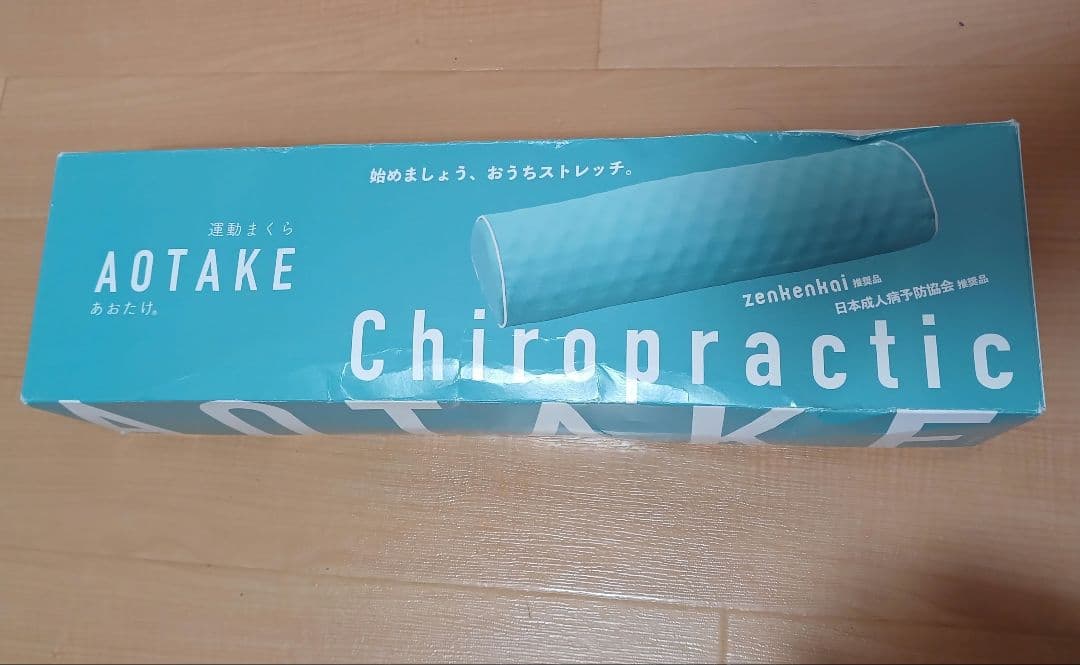 始めましょう、おうちストレッチ。
運動まくら
AOTAKE
あおたけ®
zenkenkai 推奨品
日本成人病予防協会 推奨品
Chiropractic
AOTAKE